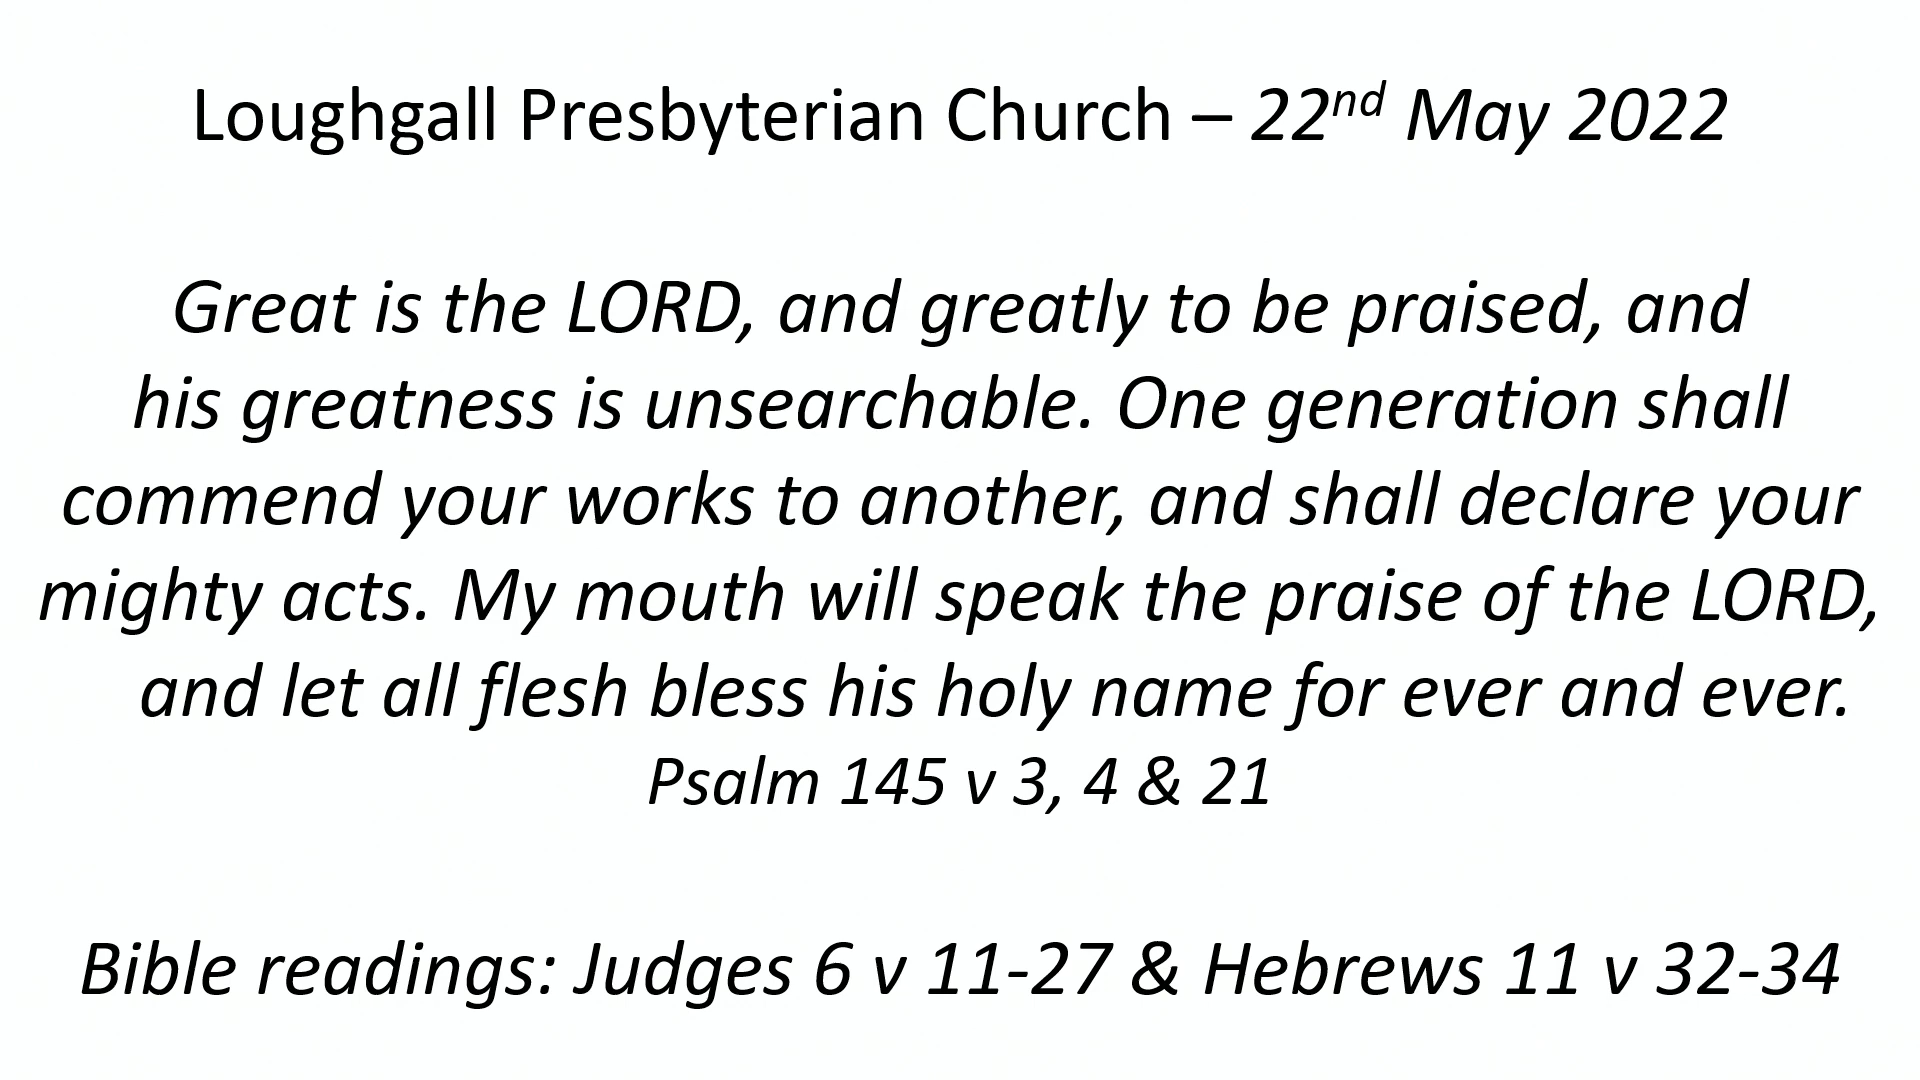 Loughgall Presbyterian Church – 22nd May 2022
Great is the LORD, and greatly to be praised, and
his greatness is unsearchable. One generation shall
commend your works to another, and shall declare your
mighty acts. My mouth will speak the praise of the LORD,
and let all flesh bless his holy name for ever and ever.
Psalm 145 v 3, 4 & 21
Bible readings: Judges 6 v 11-27 & Hebrews 11 v 32-34